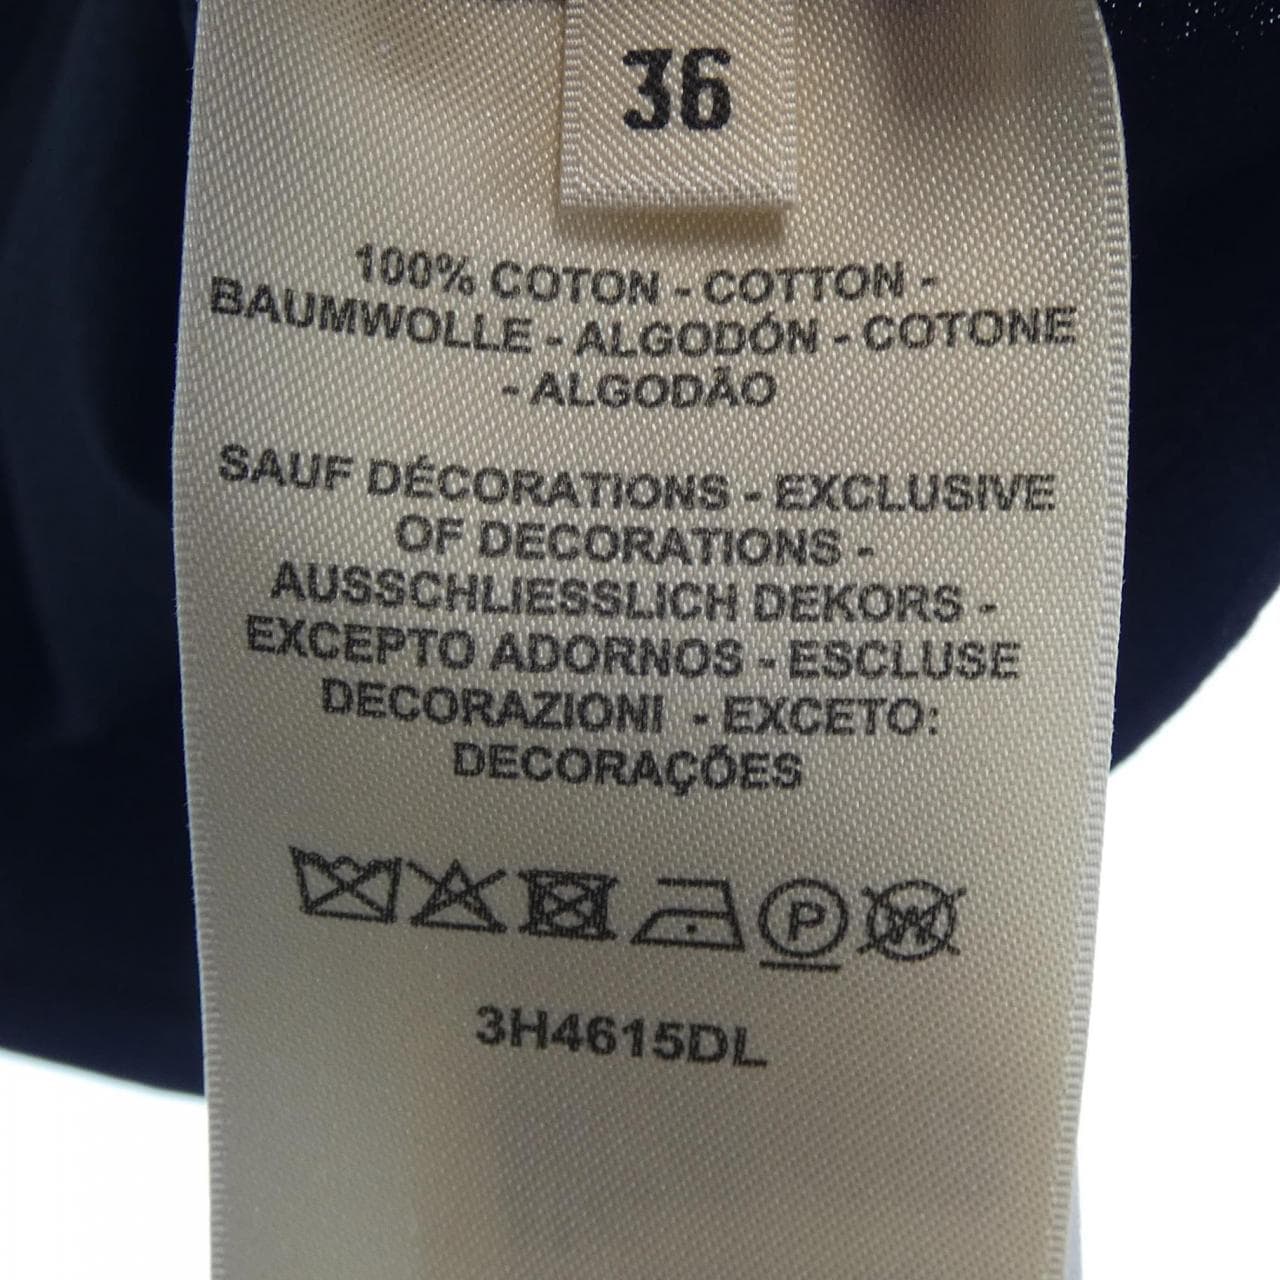 36
100% COTON - COTTON -
BAUMWOLLE - ALGODÓN - COTONE
- ALGODÃO
SAUF DÉCORATIONS - EXCLUSIVE
OF DECORATIONS -
AUSSCHLIESSLICH DEKORS -
EXCEPTO ADORNOS - ESCLUSE
DECORAZIONI - EXCETO:
DECORAÇÕES
P W
3H4615DL